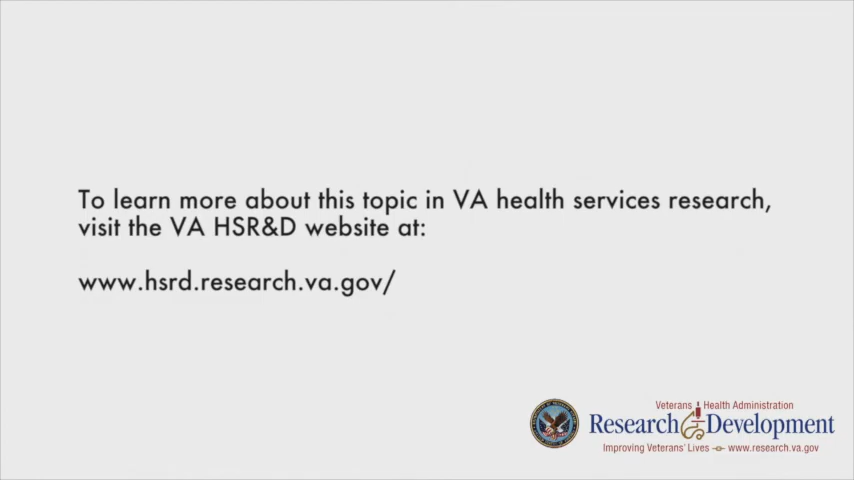 To learn more about this topic in VA health services research,
visit the VA HSR&D website at:
www.hsrd.research.va.gov/
Veterans Health Administration
Research & Development
Improving Veterans' Lives www.research.va.gov